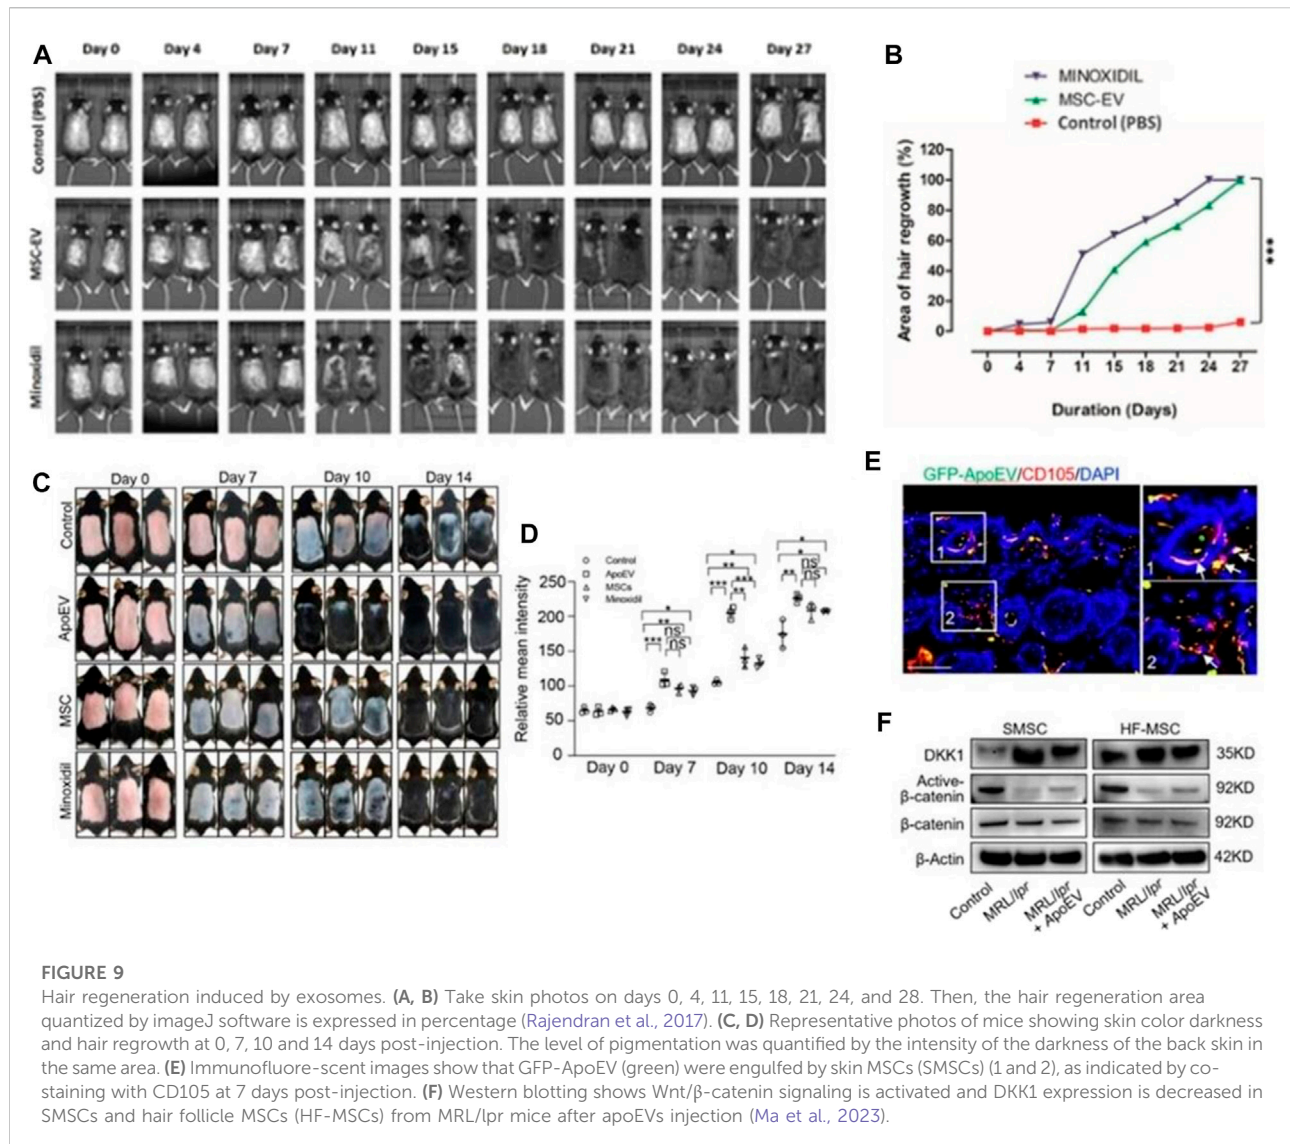 A
Day 0 Day 4 Day 7 Day 11 Day 15 Day 18 Day 21 Day 24 Day 27
Control (PBS)
MSC-EV
Minoxidil
B
MINOXIDIL
MSC-EV
Control (PBS)
Area of hair regrowth (%)
120
100
80
60
40
20
0
***
0 4 7 11 15 18 21 24 27
Duration (Days)
C
Day 0 Day 7 Day 10 Day 14
Control
ApoEV
MSC
Minoxidil
D
Control
ApoEV
MSCs
Minoxidil
Relative mean intensity
250
200
150
100
50
0
*
**
ns
***
ns
*
**
***
***
**
*
*
ns
**
ns
Day 0 Day 7 Day 10 Day 14
E
GFP-ApoEV/CD105/DAPI
1
2
1
2
F
SMSC HF-MSC
DKK1 35KD
Active-
β-catenin 92KD
β-catenin 92KD
β-Actin 42KD
Control MRL/lpr MRL/lpr + ApoEV Control MRL/lpr MRL/lpr + ApoEV
FIGURE 9
Hair regeneration induced by exosomes. (A, B) Take skin photos on days 0, 4, 11, 15, 18, 21, 24, and 28. Then, the hair regeneration area
quantized by imageJ software is expressed in percentage (Rajendran et al., 2017). (C, D) Representative photos of mice showing skin color darkness
and hair regrowth at 0, 7, 10 and 14 days post-injection. The level of pigmentation was quantified by the intensity of the darkness of the back skin in
the same area. (E) Immunofluore-scent images show that GFP-ApoEV (green) were engulfed by skin MSCs (SMSCs) (1 and 2), as indicated by co-
staining with CD105 at 7 days post-injection. (F) Western blotting shows Wnt/β-catenin signaling is activated and DKK1 expression is decreased in
SMSCs and hair follicle MSCs (HF-MSCs) from MRL/lpr mice after apoEVs injection (Ma et al., 2023).